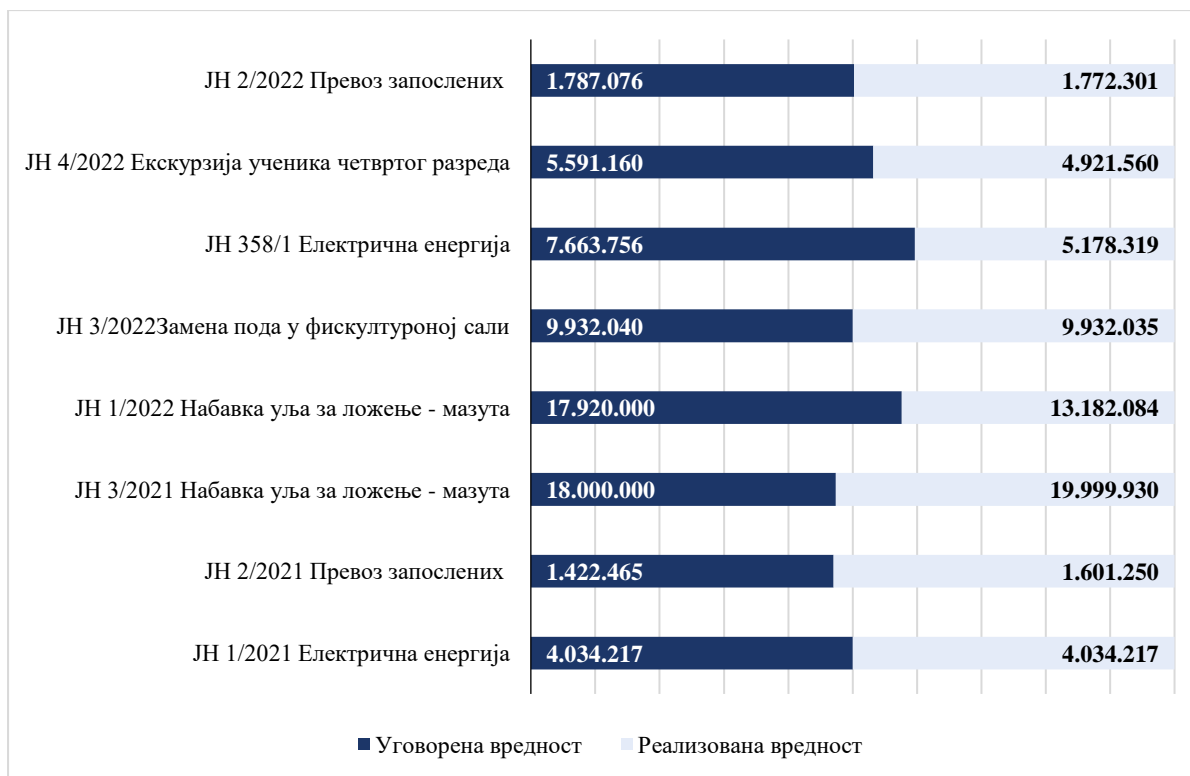 ЈН 2/2022 Превоз запослених 1.787.076 1.772.301
ЈН 4/2022 Екскурзија ученика четвртог разреда 5.591.160 4.921.560
ЈН 358/1 Електрична енергија 7.663.756 5.178.319
ЈН 3/2022Замена пода у фискултуроној сали 9.932.040 9.932.035
ЈН 1/2022 Набавка уља за ложење - мазута 17.920.000 13.182.084
ЈН 3/2021 Набавка уља за ложење - мазута 18.000.000 19.999.930
ЈН 2/2021 Превоз запослених 1.422.465 1.601.250
ЈН 1/2021 Електрична енергија 4.034.217 4.034.217
Уговорена вредност Реализована вредност